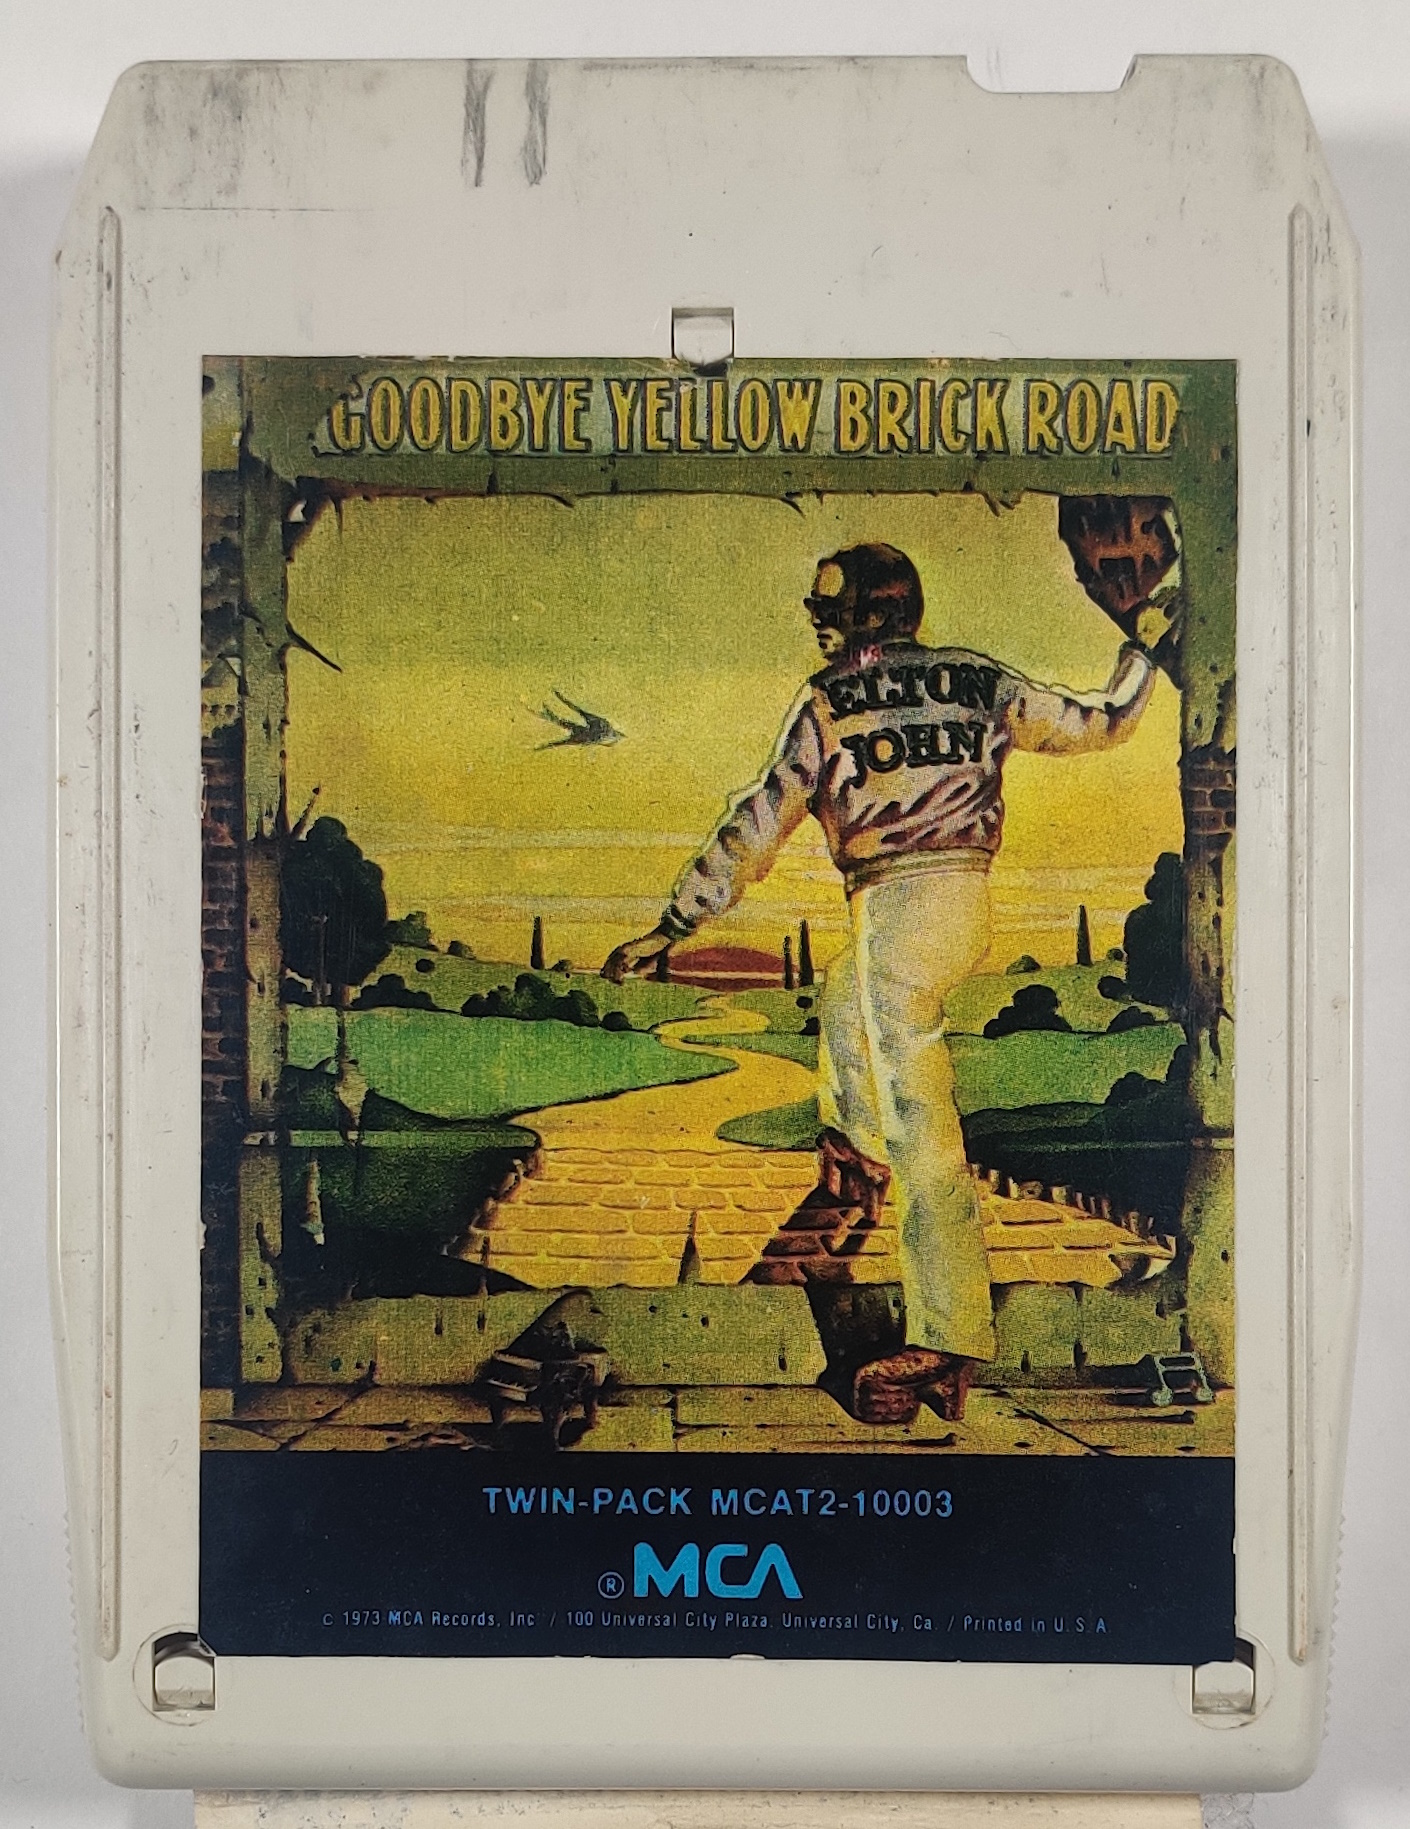 GOODBYE YELLOW BRICK ROAD
ELTON
JOHN
TWIN-PACK MCAT2-10003
® MCA
© 1973 MCA Records, Inc. / 100 Universal City Plaza, Universal City, Ca. / Printed in U.S.A.